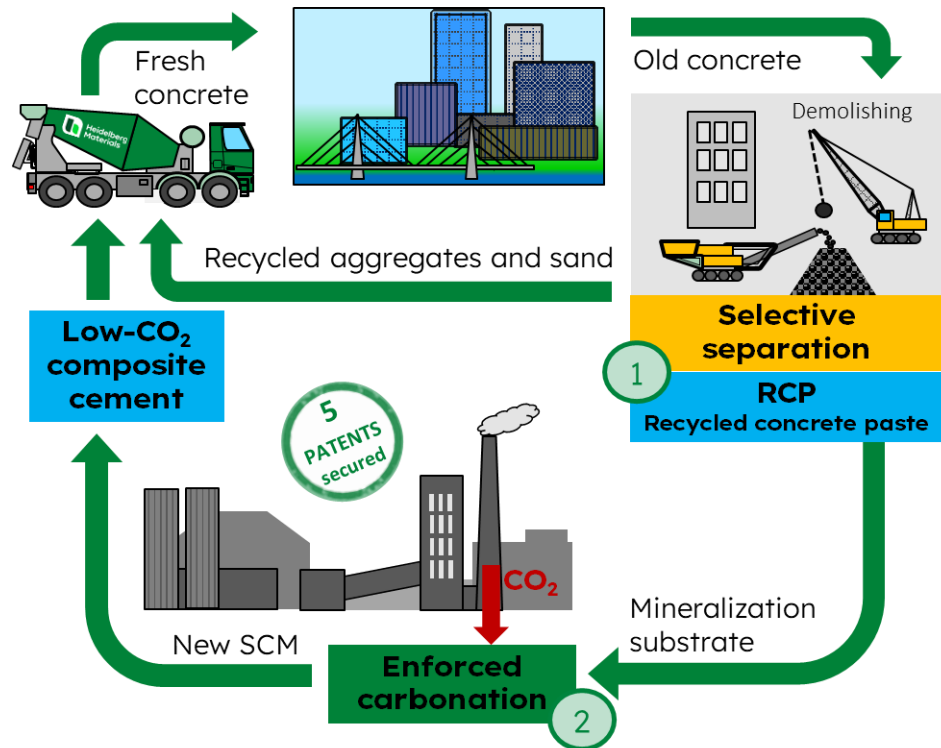 Fresh
concrete
Old concrete
Demolishing
Heidelberg
Materials
Recycled aggregates and sand
Selective
separation
1
RCP
Recycled concrete paste
Low-CO₂
composite
cement
5
PATENTS
secured
CO₂
Mineralization
substrate
New SCM
Enforced
carbonation
2